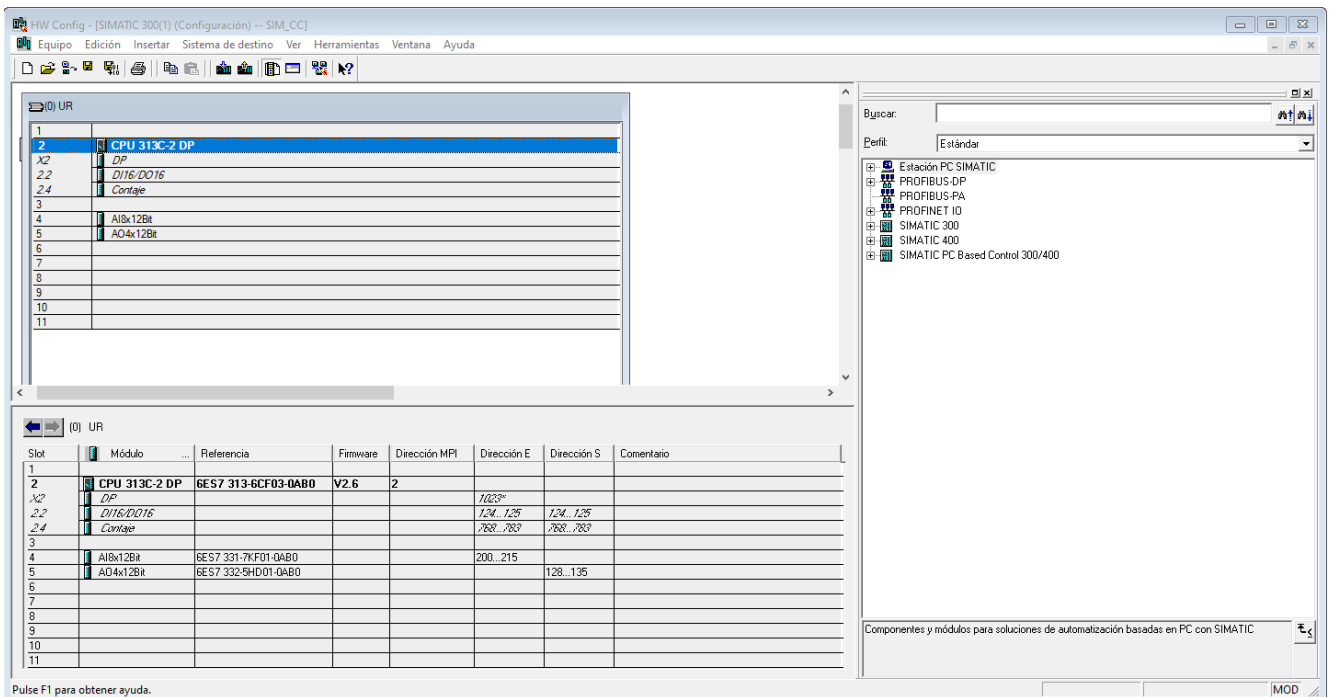 HW Config - [SIMATIC 300(1) (Configuración) -- SIM_CC]
Equipo Edición Insertar Sistema de destino Ver Herramientas Ventana Ayuda
(0) UR
1
2 CPU 313C-2 DP
X2 DP
2.2 DI16/DO16
2.4 Contaje
3
4 AI8x12Bit
5 AO4x12Bit
6
7
8
9
10
11
Buscar:
Perfil: Estándar
Estación PC SIMATIC
PROFIBUS-DP
PROFIBUS-PA
PROFINET IO
SIMATIC 300
SIMATIC 400
SIMATIC PC Based Control 300/400
(0) UR
Slot Módulo ... Referencia Firmware Dirección MPI Dirección E Dirección S Comentario
1
2 CPU 313C-2 DP 6ES7 313-6CF03-0AB0 V2.6 2
X2 DP 1023*
2.2 DI16/DO16 124...125 124...125
2.4 Contaje 768...783 768...783
3
4 AI8x12Bit 6ES7 331-7KF01-0AB0 200...215
5 AO4x12Bit 6ES7 332-5HD01-0AB0 128...135
6
7
8
9
10
11
Componentes y módulos para soluciones de automatización basadas en PC con SIMATIC
Pulse F1 para obtener ayuda.
MOD